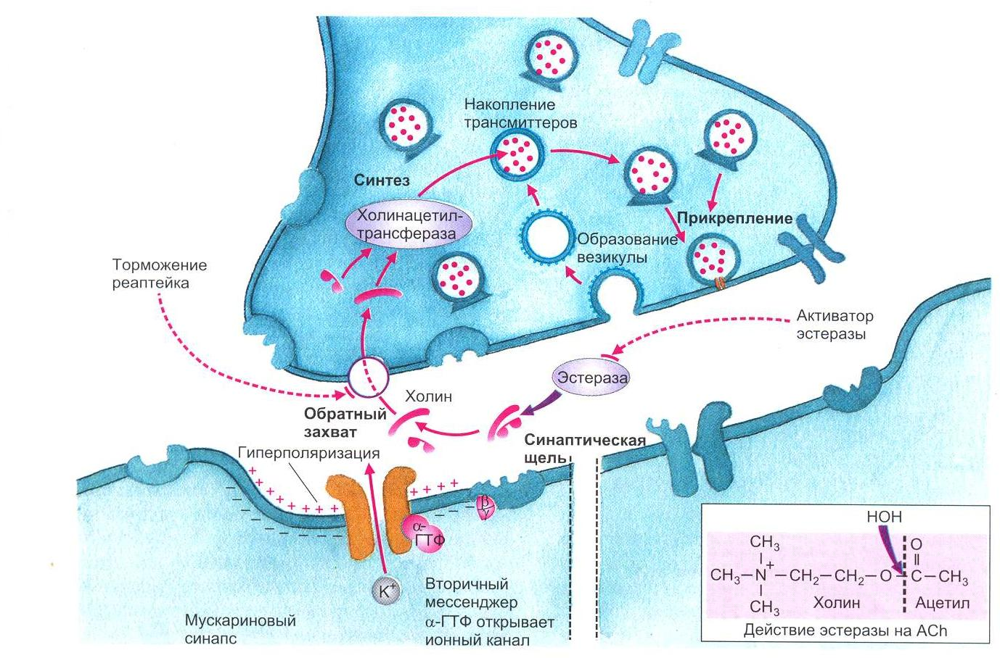 Накопление
трансмиттеров
Синтез
Холинацетил-
трансфераза
Прикрепление
Образование
везикулы
Торможение
реаптейка
Активатор
эстеразы
Эстераза
Холин
Обратный
захват
Синаптическая
щель
Гиперполяризация
+ + + + + + + + +
+ + + +
β
γ
α-
ГТФ
K+
Вторичный
мессенджер
α-ГТФ открывает
ионный канал
Мускариновый
синапс
HOH
CH3 O
CH3–N+–CH2–CH2–O–C–CH3
CH3
Холин Ацетил
Действие эстеразы на ACh